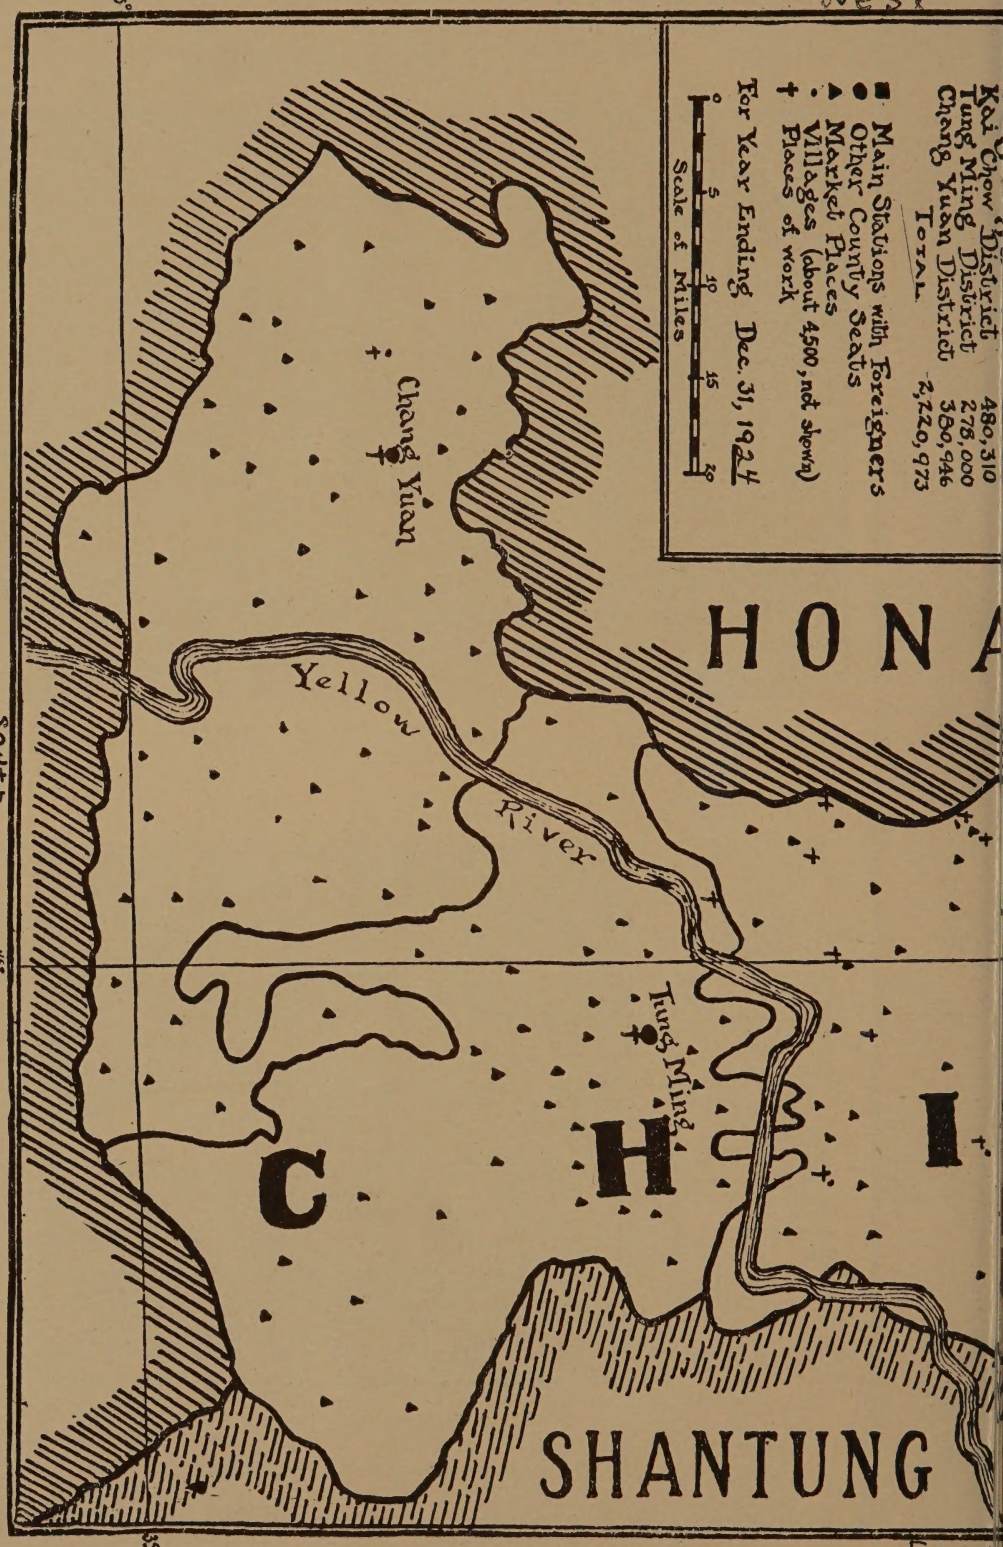 Kai Chow District 480,310
Tung Ming District 278,000
Chang Yuan District 380,946
TOTAL 2,220,973
■ Main Stations with Foreigners
● Other County Seats
▲ Market Places
• Villages (about 4,500, not shown)
† Places of work
For Year Ending Dec. 31, 1924
0 5 10 15 20
Scale of Miles
HONA
Chang Yuan
Yellow
River
Tung Ming
C H I
SHANTUNG
South